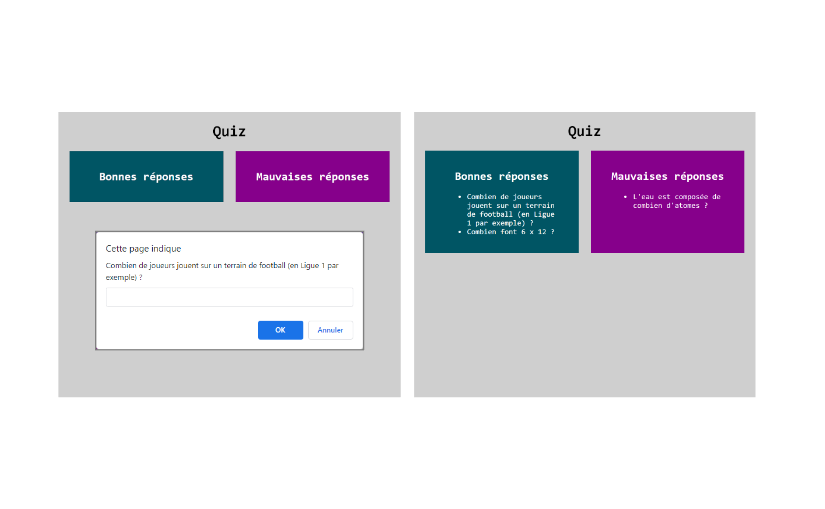 Quiz
Bonnes réponses
Mauvaises réponses
Cette page indique
Combien de joueurs jouent sur un terrain de football (en Ligue 1 par
exemple) ?
OK
Annuler
Quiz
Bonnes réponses
• Combien de joueurs
jouent sur un terrain
de football (en Ligue
1 par exemple) ?
• Combien font 6 x 12 ?
Mauvaises réponses
• L'eau est composée de
combien d'atomes ?